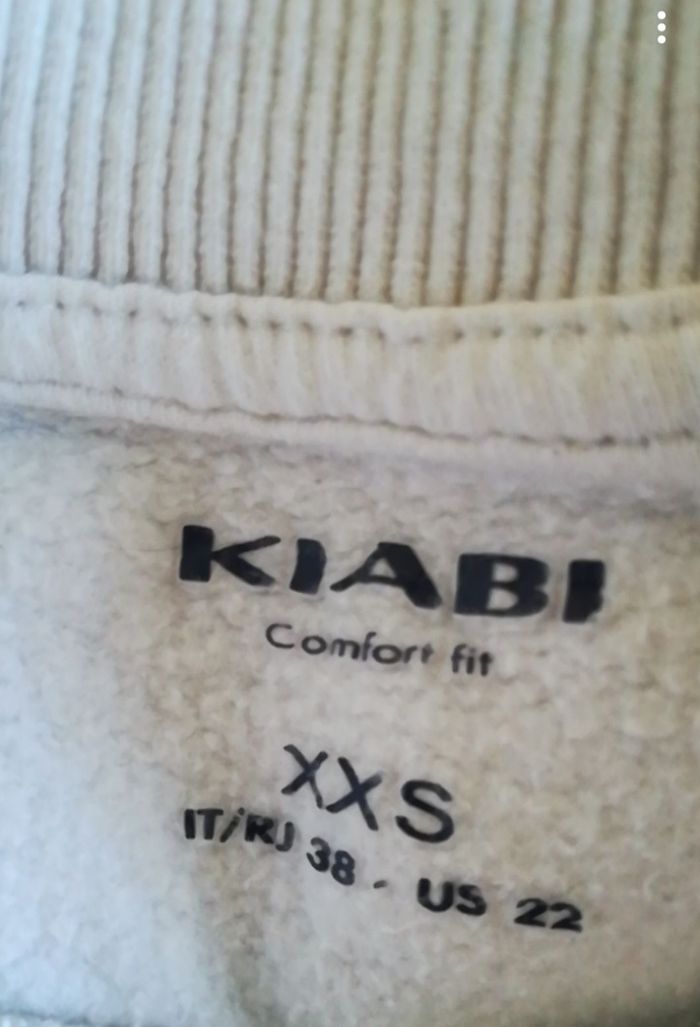 KIABI
Comfort fit
XXS
IT/RJ 38 - US 22